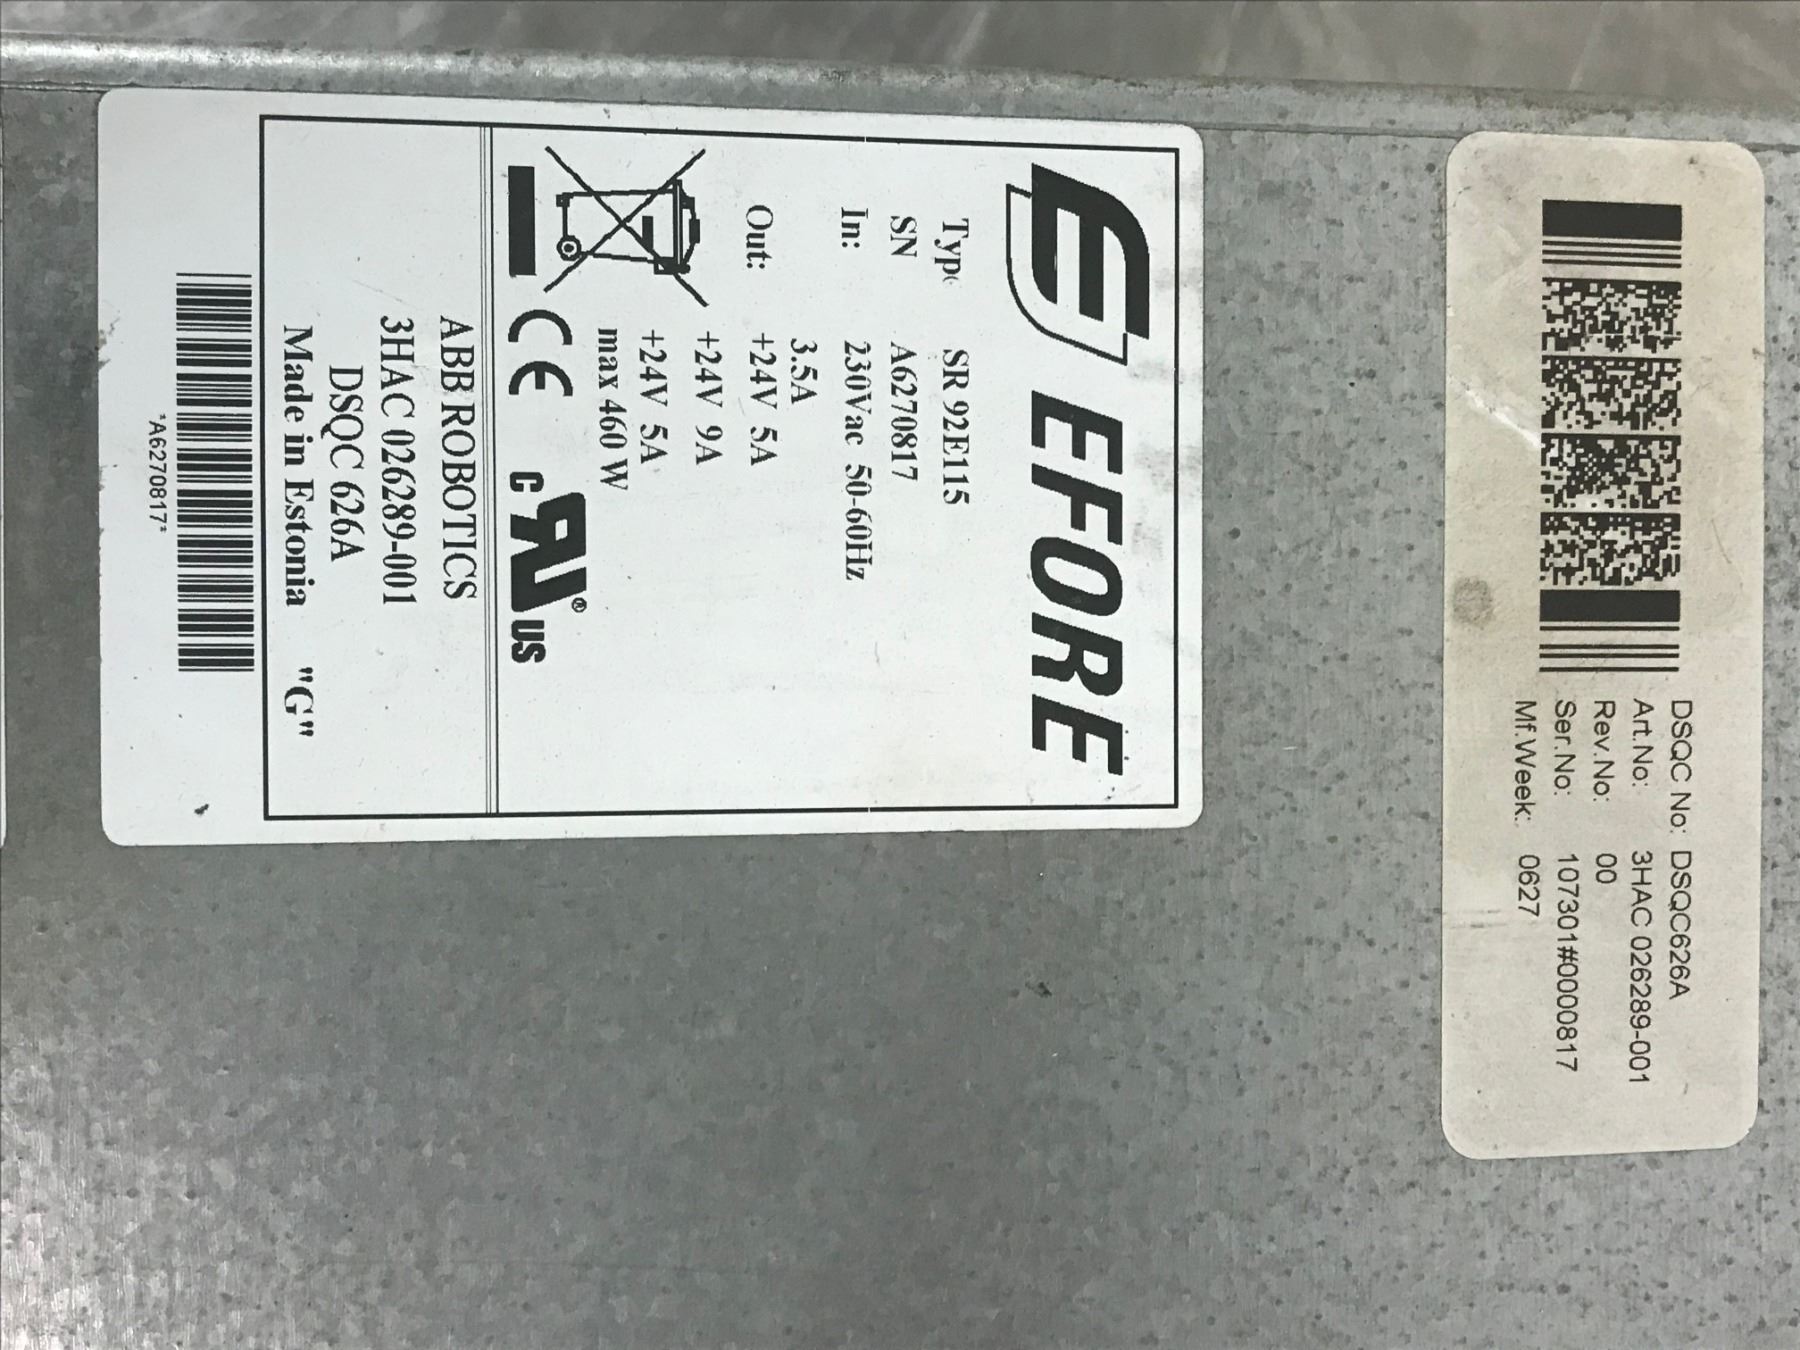 DSQC No: DSQC626A
Art.No: 3HAC 026289-001
Rev.No: 00
Ser.No: 107301#0000817
Mf.Week: 0627
EFORE
Type SR 92E115
SN A6270817
In: 230Vac 50-60Hz
3.5A
Out: +24V 5A
+24V 9A
+24V 5A
max 460 W
CE c RU ® US
ABB ROBOTICS
3HAC 026289-001
DSQC 626A
Made in Estonia "G"
*A6270817*